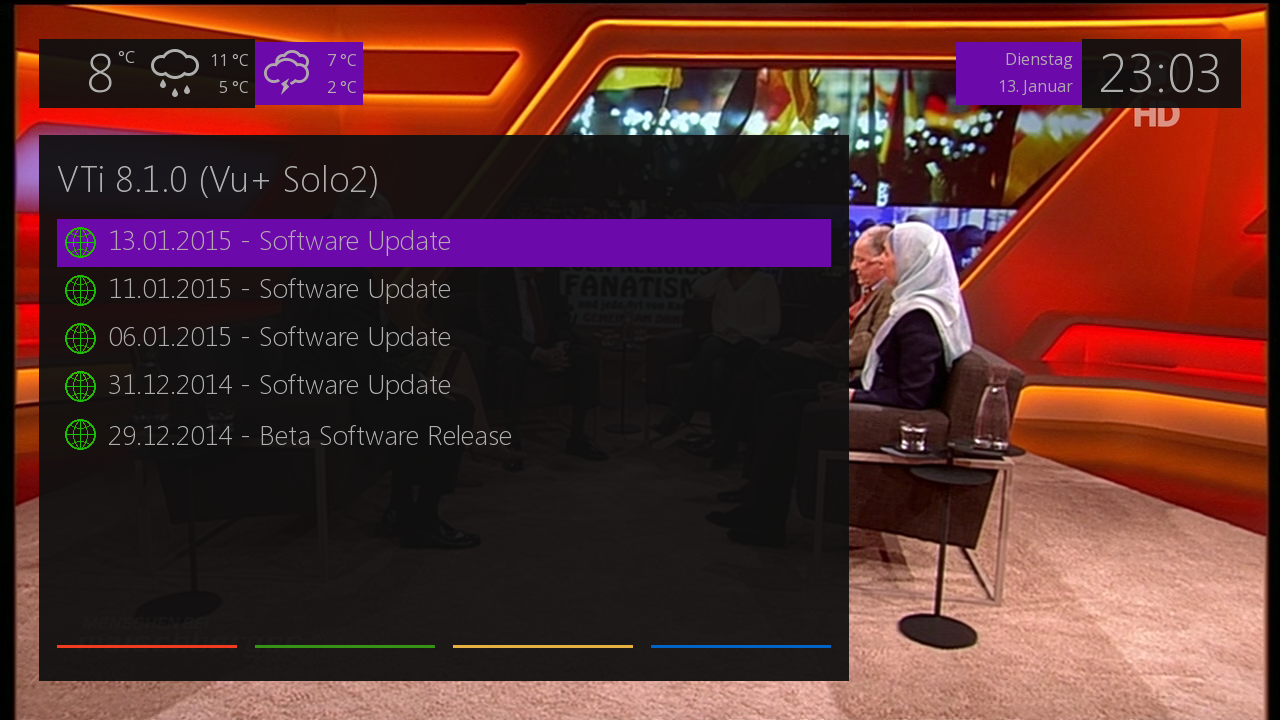 8 °C
11 °C
5 °C
7 °C
2 °C
Dienstag
13. Januar
23:03
HD
VTi 8.1.0 (Vu+ Solo2)
13.01.2015 - Software Update
11.01.2015 - Software Update
06.01.2015 - Software Update
31.12.2014 - Software Update
29.12.2014 - Beta Software Release
FANATISM